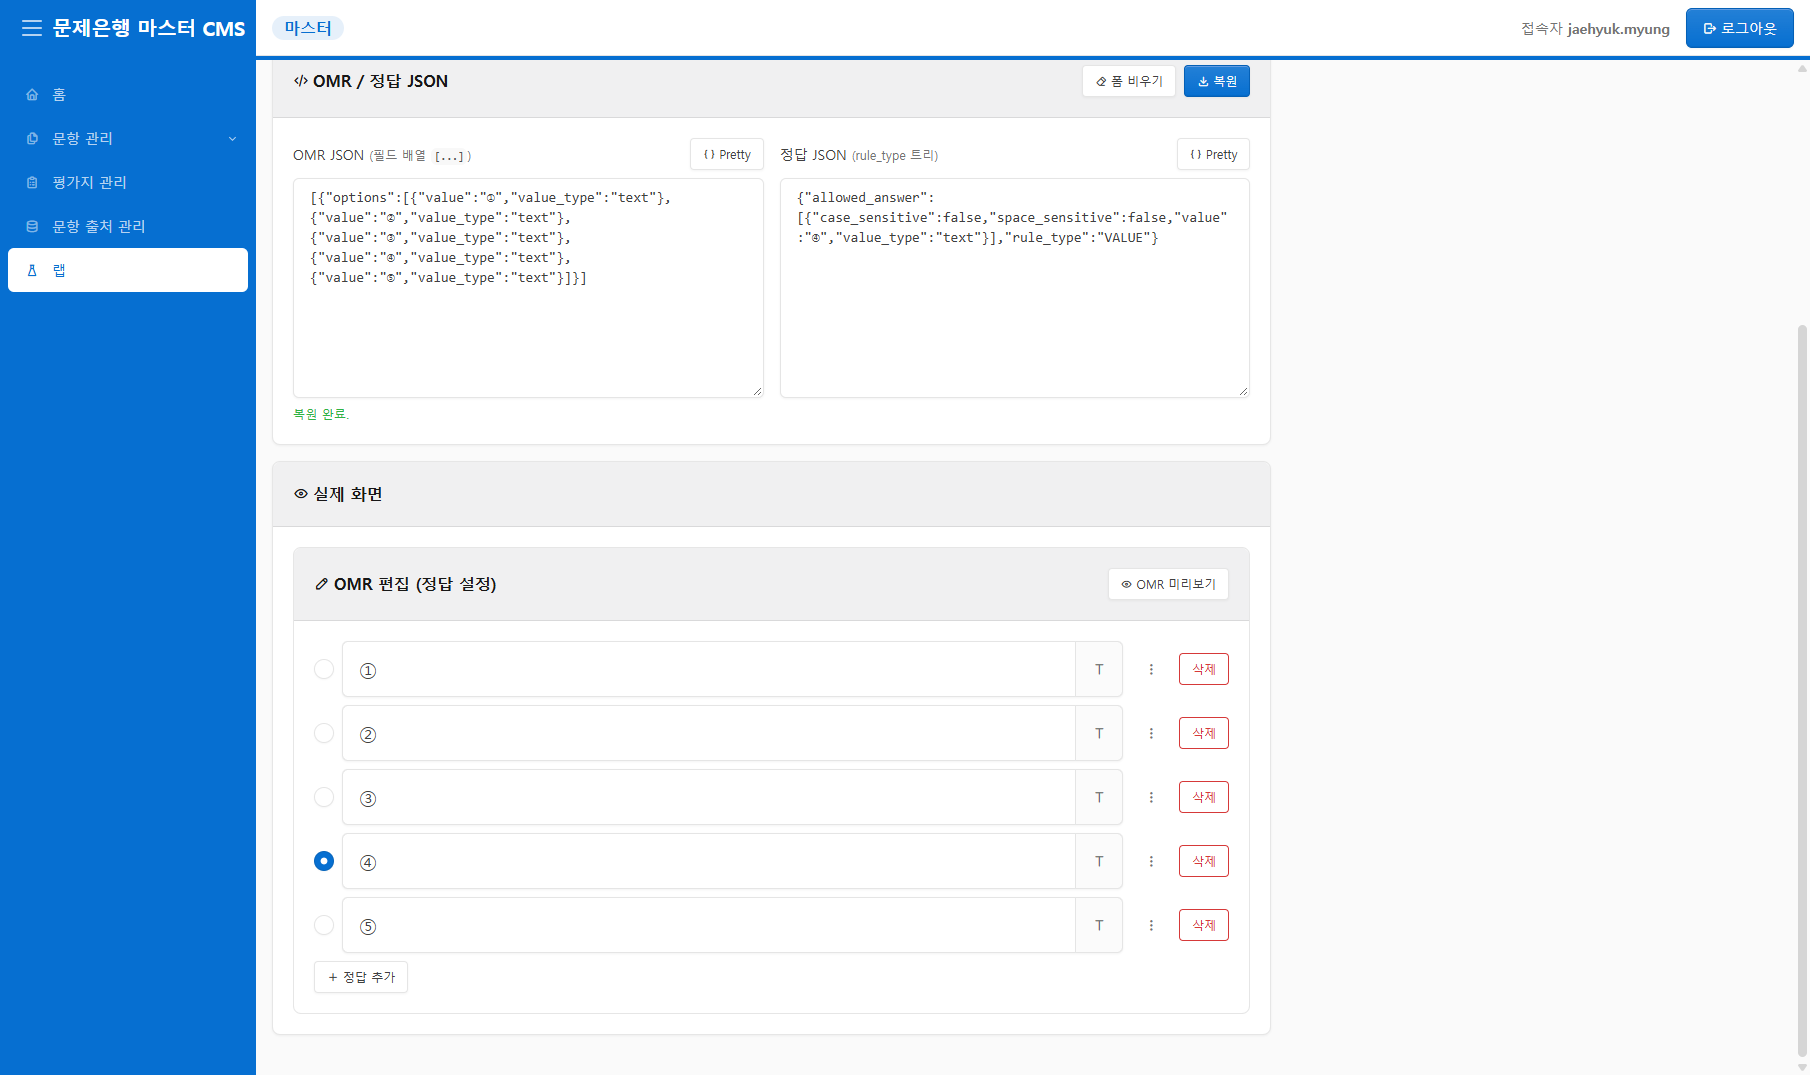 문제은행 마스터 CMS
마스터
접속자 jaehyuk.myung
로그아웃
홈
문항 관리
평가지 관리
문항 출처 관리
랩
OMR / 정답 JSON
폼 비우기
복원
OMR JSON (필드 배열 [...])
{} Pretty
정답 JSON (rule_type 트리)
{} Pretty
[{"options":[{"value":"①","value_type":"text"},
{"value":"②","value_type":"text"},
{"value":"③","value_type":"text"},
{"value":"④","value_type":"text"},
{"value":"⑤","value_type":"text"}]}]
{"allowed_answer":
[{"case_sensitive":false,"space_sensitive":false,"value"
:"④","value_type":"text"}],"rule_type":"VALUE"}
복원 완료.
실제 화면
OMR 편집 (정답 설정)
OMR 미리보기
① T 삭제
② T 삭제
③ T 삭제
④ T 삭제
⑤ T 삭제
+ 정답 추가